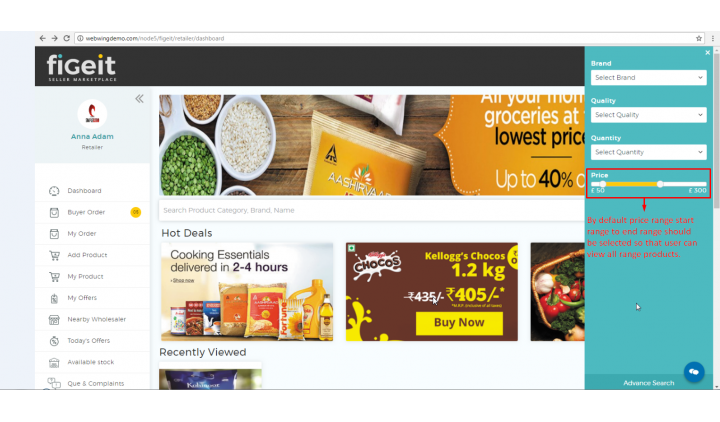 webwingdemo.com/node5/figeit/retailer/dashboard
fiGeit
SELLER MARKETPLACE
Anna Adam
Retailer
Dashboard
Buyer Order
My Order
Add Product
My Product
My Offers
Nearby Wholesaler
Today's Offers
Available stock
Que & Complaints
All your mon
groceries at
lowest price
Up to 40% o
AASHIRVAAD
Search Product Category, Brand, Name
Hot Deals
Cooking Essentials
delivered in 2-4 hours
Shop now
Fortune
CHOCOS
Kellogg's Chocos
1.2 kg
₹435/- ₹405/-*
Buy Now
Recently Viewed
Brand
Select Brand
Quality
Select Quality
Quantity
Select Quantity
Price
£ 50 £ 300
By default price range start
range to end range should
be selected so that user can
view all range products.
Advance Search